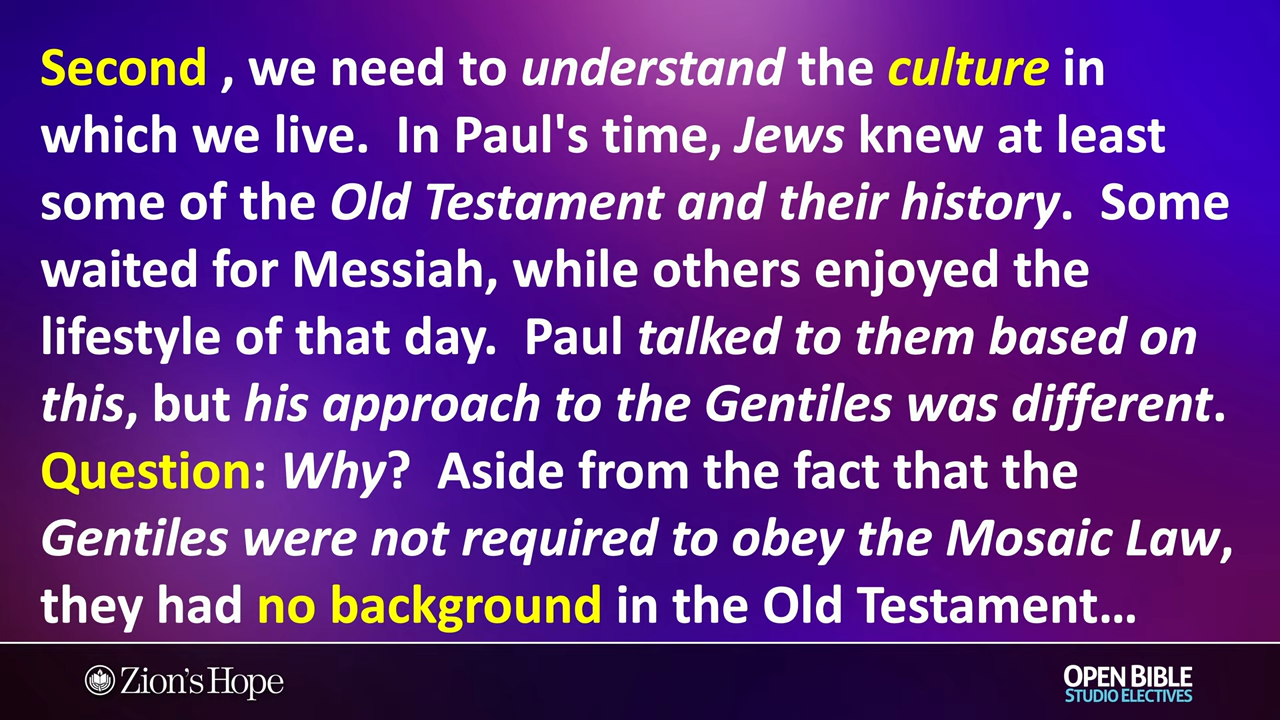 Second , we need to understand the culture in
which we live.  In Paul's time, Jews knew at least
some of the Old Testament and their history.  Some
waited for Messiah, while others enjoyed the
lifestyle of that day.  Paul talked to them based on
this, but his approach to the Gentiles was different.
Question: Why?  Aside from the fact that the
Gentiles were not required to obey the Mosaic Law,
they had no background in the Old Testament...
Zion's Hope
OPEN BIBLE
STUDIO ELECTIVES